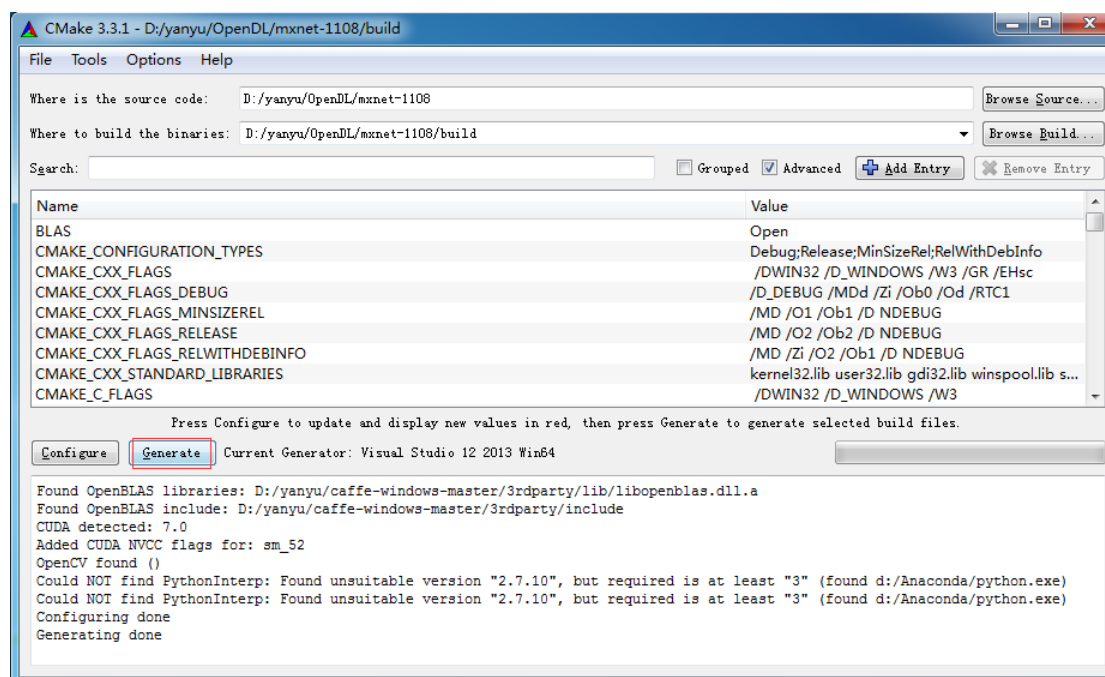 CMake 3.3.1 - D:/yanyu/OpenDL/mxnet-1108/build
File Tools Options Help
Where is the source code: D:/yanyu/OpenDL/mxnet-1108 Browse Source...
Where to build the binaries: D:/yanyu/OpenDL/mxnet-1108/build Browse Build...
Search: Grouped Advanced Add Entry Remove Entry
Name Value
BLAS Open
CMAKE_CONFIGURATION_TYPES Debug;Release;MinSizeRel;RelWithDebInfo
CMAKE_CXX_FLAGS /DWIN32 /D_WINDOWS /W3 /GR /EHsc
CMAKE_CXX_FLAGS_DEBUG /D_DEBUG /MDd /Zi /Ob0 /Od /RTC1
CMAKE_CXX_FLAGS_MINSIZEREL /MD /O1 /Ob1 /D NDEBUG
CMAKE_CXX_FLAGS_RELEASE /MD /O2 /Ob2 /D NDEBUG
CMAKE_CXX_FLAGS_RELWITHDEBINFO /MD /Zi /O2 /Ob1 /D NDEBUG
CMAKE_CXX_STANDARD_LIBRARIES kernel32.lib user32.lib gdi32.lib winspool.lib s...
CMAKE_C_FLAGS /DWIN32 /D_WINDOWS /W3
Press Configure to update and display new values in red, then press Generate to generate selected build files.
Configure Generate Current Generator: Visual Studio 12 2013 Win64
Found OpenBLAS libraries: D:/yanyu/caffe-windows-master/3rdparty/lib/libopenblas.dll.a
Found OpenBLAS include: D:/yanyu/caffe-windows-master/3rdparty/include
CUDA detected: 7.0
Added CUDA NVCC flags for: sm_52
OpenCV found ()
Could NOT find PythonInterp: Found unsuitable version "2.7.10", but required is at least "3" (found d:/Anaconda/python.exe)
Could NOT find PythonInterp: Found unsuitable version "2.7.10", but required is at least "3" (found d:/Anaconda/python.exe)
Configuring done
Generating done